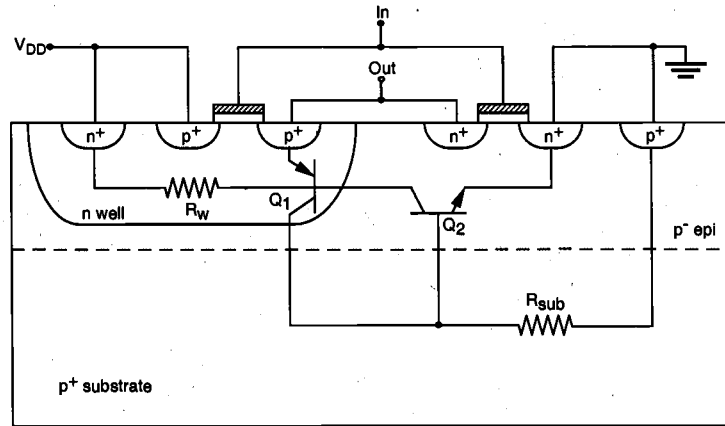 In
V_DD
Out
n+
p+
p+
n+
n+
p+
R_w
Q_1
n well
Q_2
p- epi
R_sub
p+ substrate